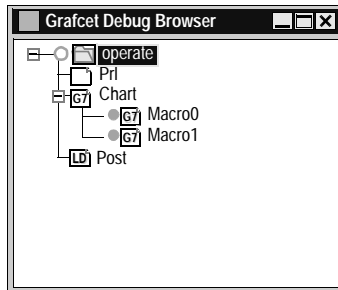 Grafcet Debug Browser
operate
Prl
G7 Chart
G7 Macro0
G7 Macro1
LD Post